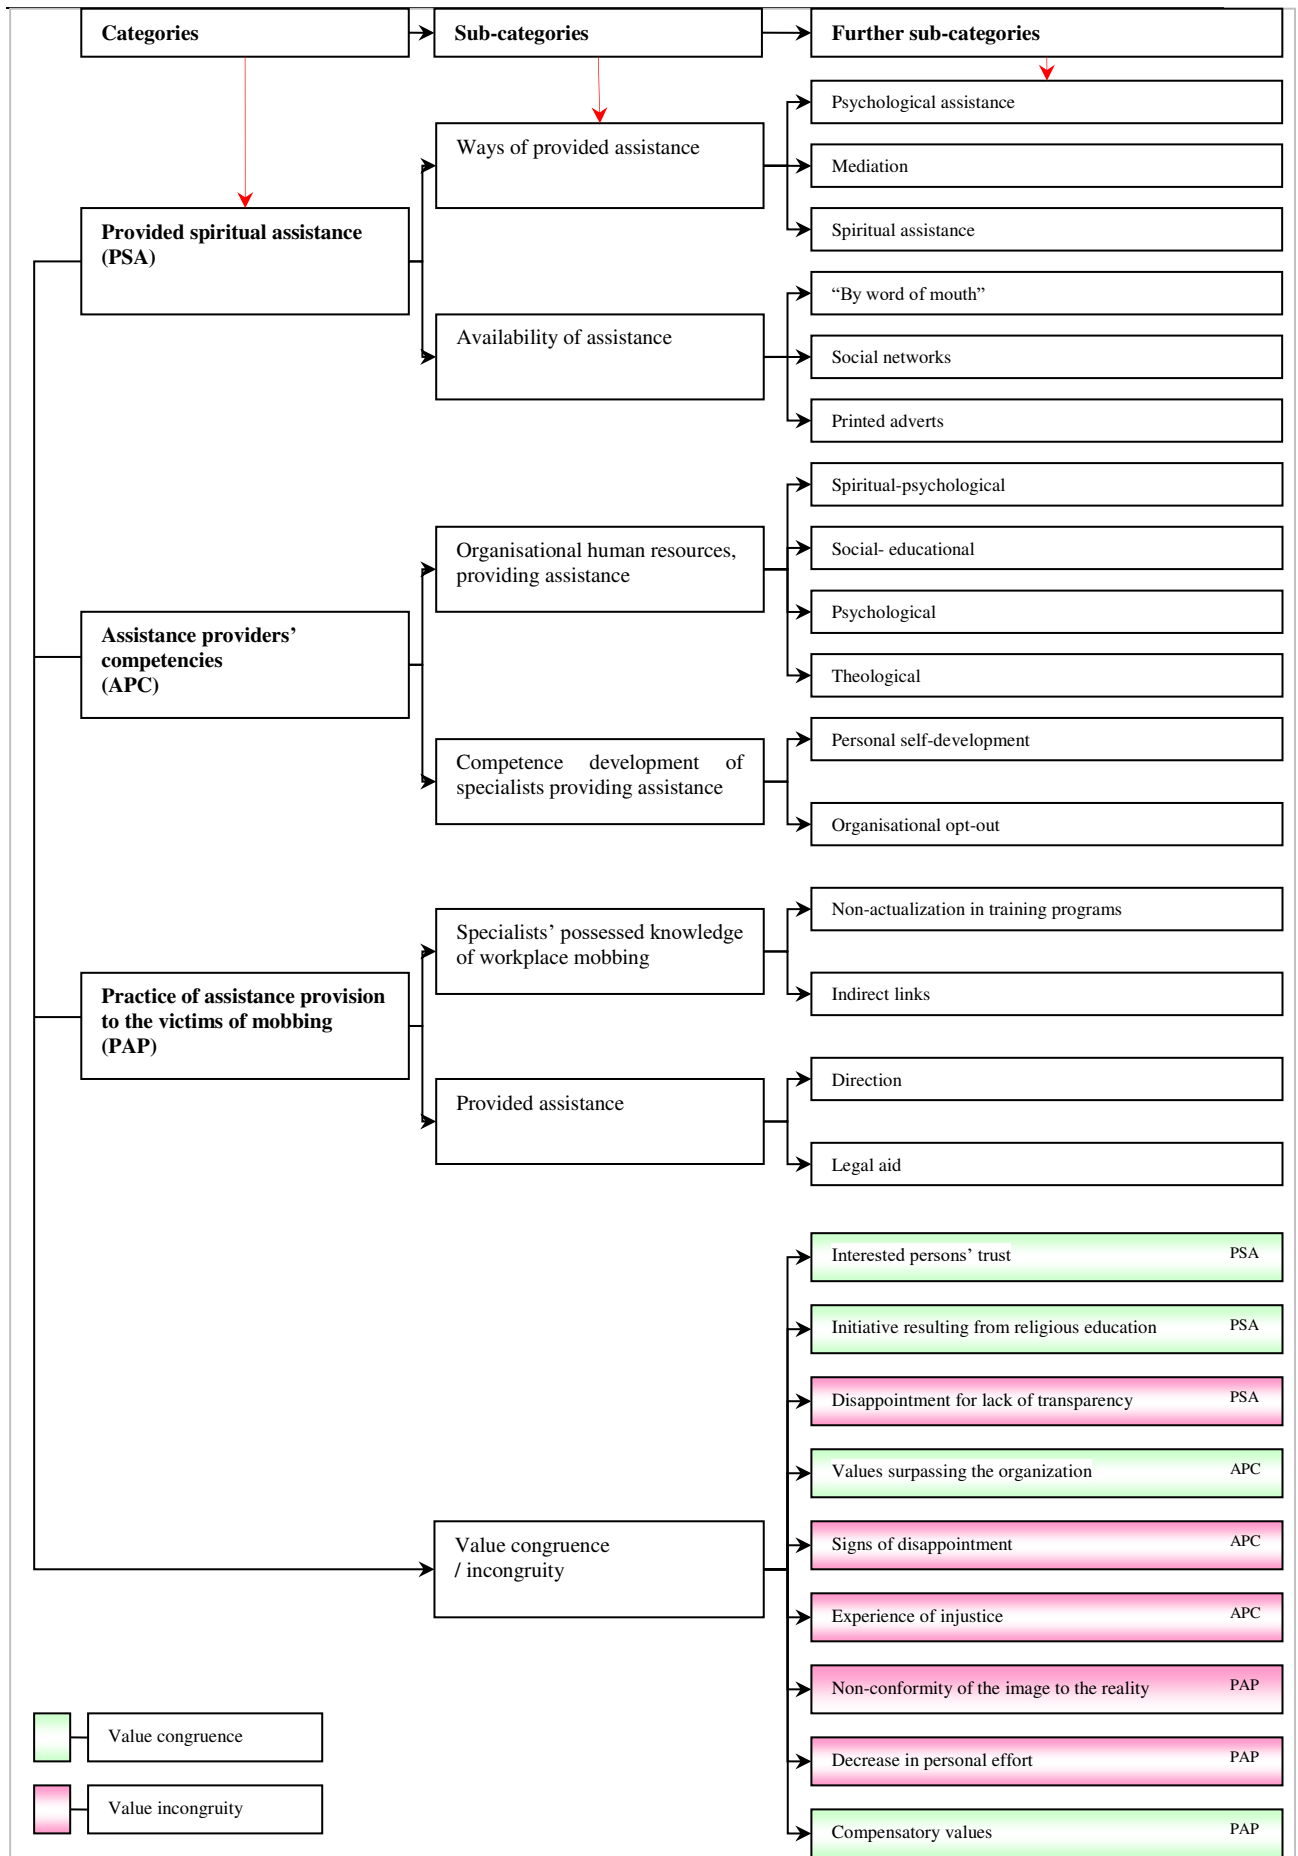 Categories
Sub-categories
Further sub-categories
Psychological assistance
Ways of provided assistance
Mediation
Provided spiritual assistance
(PSA)
Spiritual assistance
“By word of mouth”
Availability of assistance
Social networks
Printed adverts
Spiritual-psychological
Organisational human resources,
providing assistance
Social- educational
Psychological
Assistance providers’
competencies
(APC)
Theological
Personal self-development
Competence development of
specialists providing assistance
Organisational opt-out
Non-actualization in training programs
Specialists’ possessed knowledge
of workplace mobbing
Indirect links
Practice of assistance provision
to the victims of mobbing
(PAP)
Direction
Provided assistance
Legal aid
Interested persons’ trust PSA
Initiative resulting from religious education PSA
Disappointment for lack of transparency PSA
Values surpassing the organization APC
Value congruence
/ incongruity
Signs of disappointment APC
Experience of injustice APC
Non-conformity of the image to the reality PAP
Decrease in personal effort PAP
Compensatory values PAP
Value congruence
Value incongruity